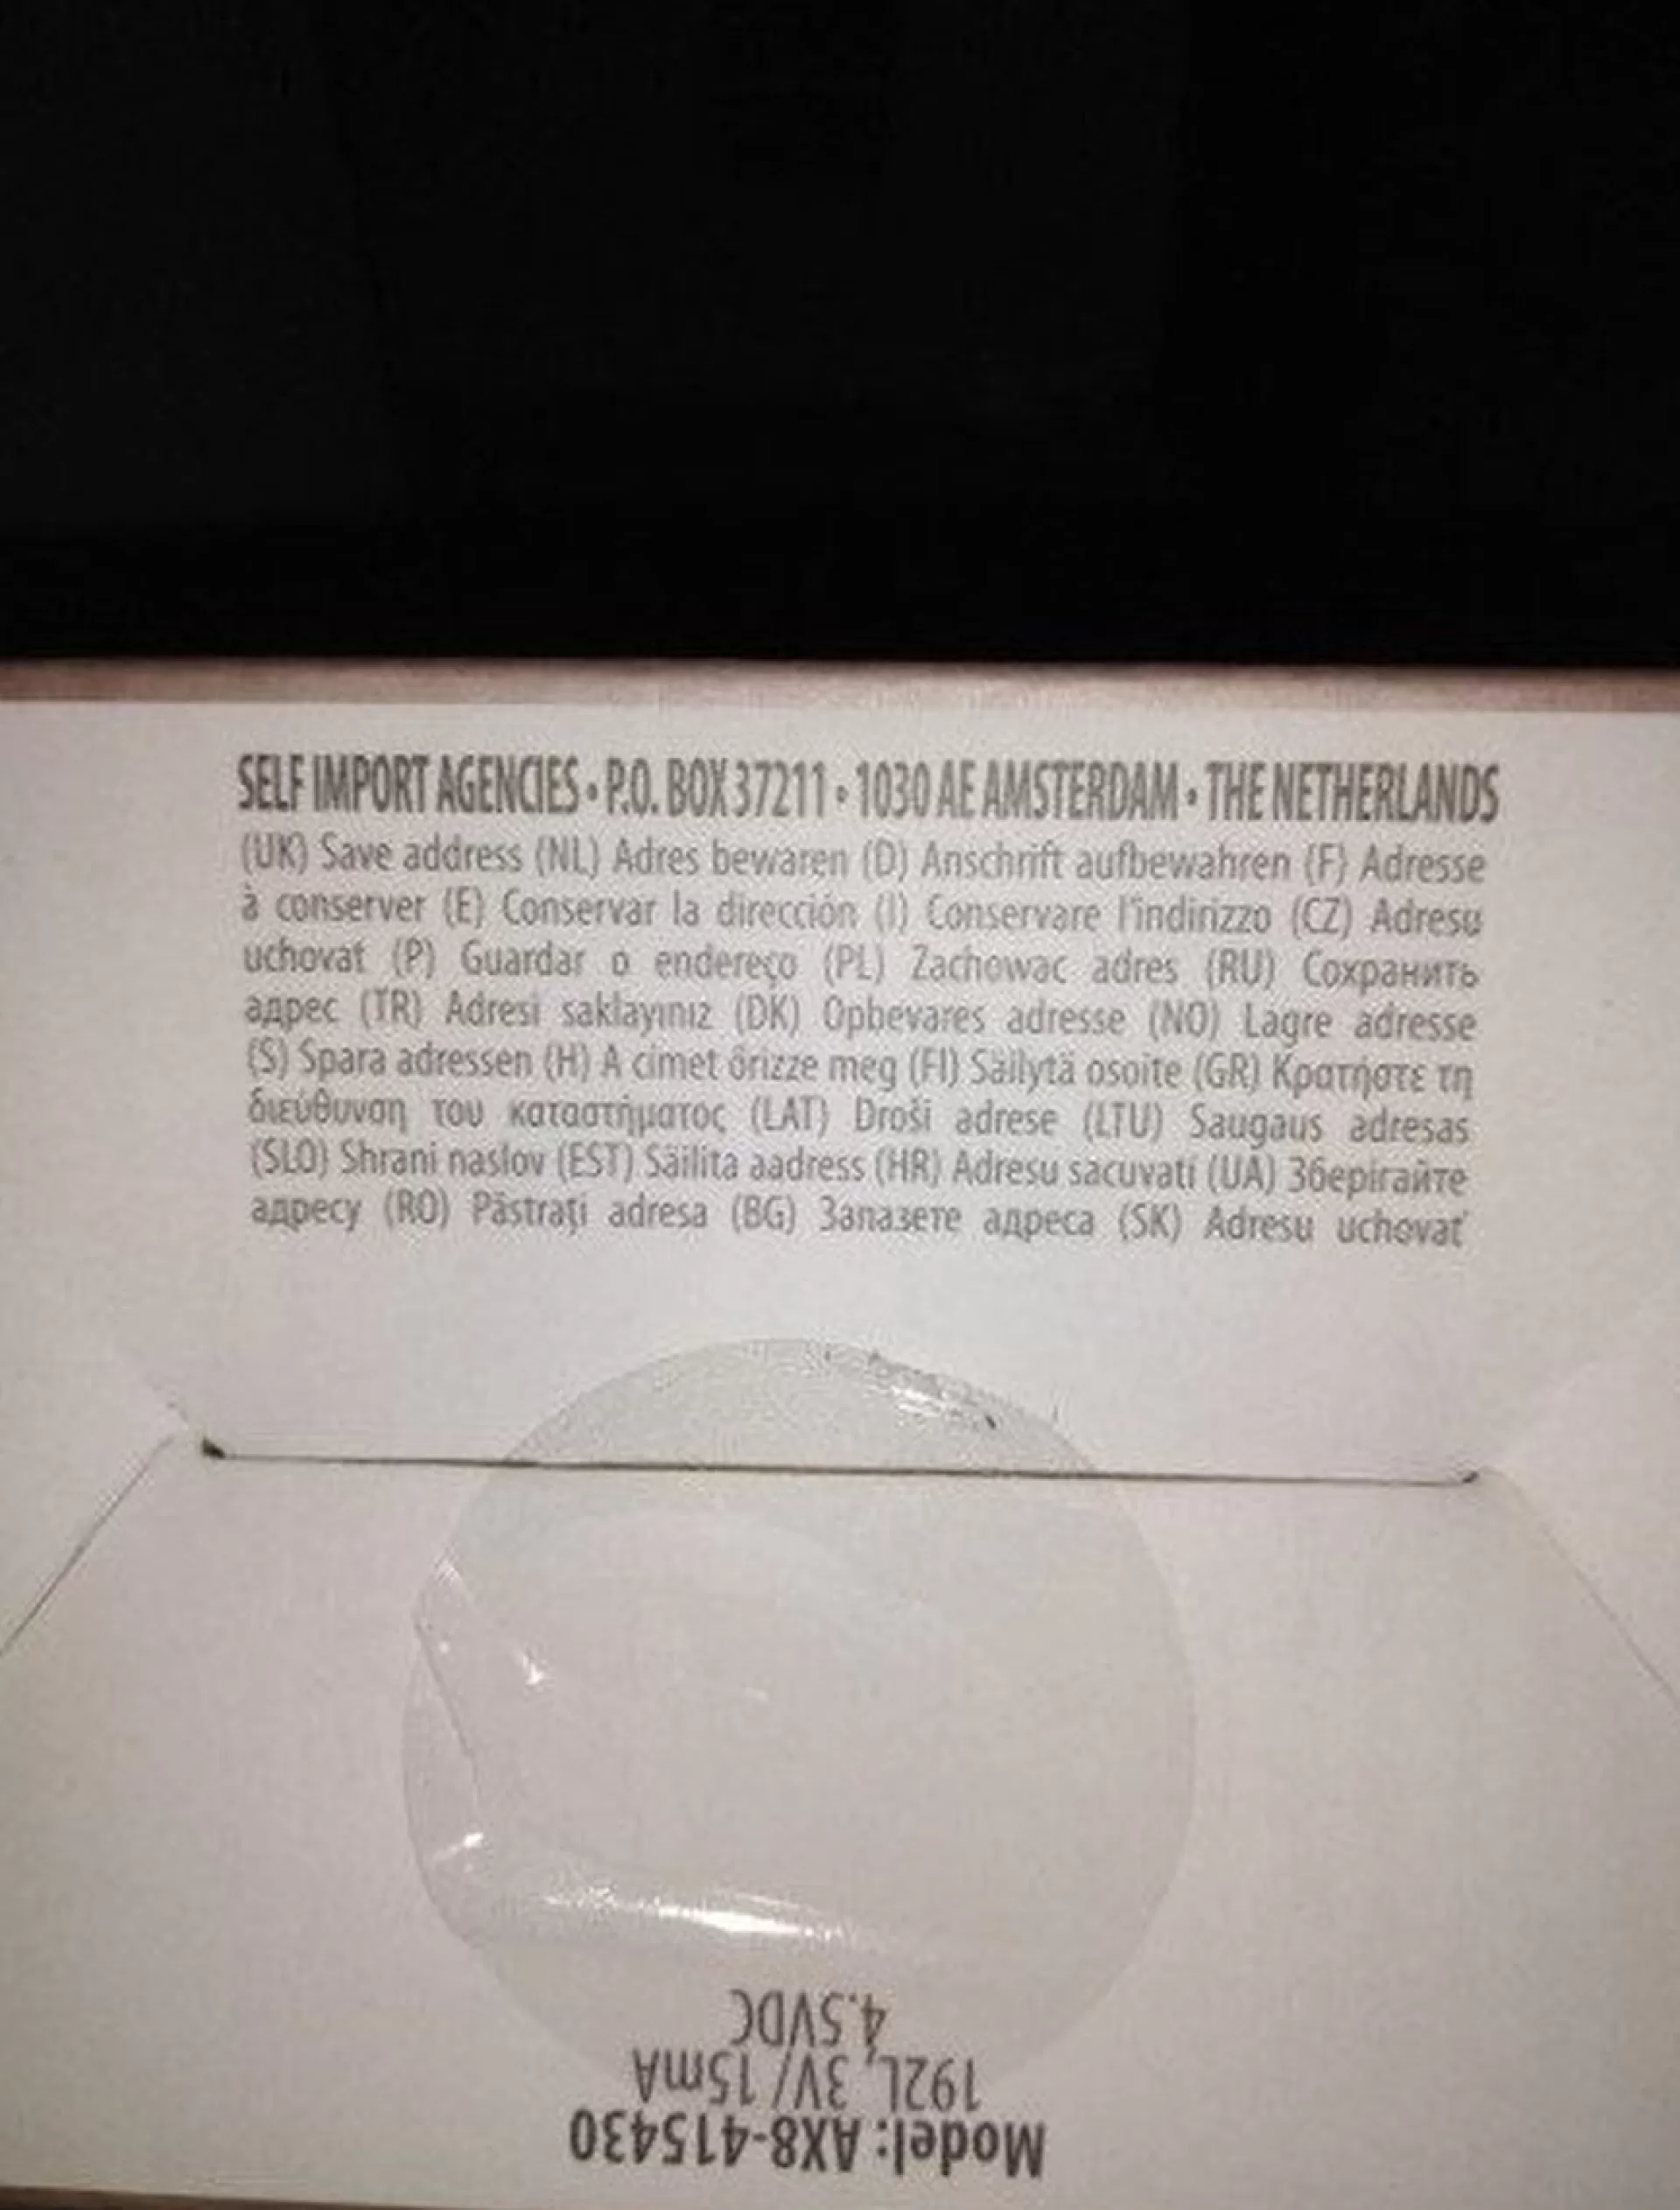 SELF IMPORT AGENCIES • P.O. BOX 37211 • 1030 AE AMSTERDAM • THE NETHERLANDS
(UK) Save address (NL) Adres bewaren (D) Anschrift aufbewahren (F) Adresse
à conserver (E) Conservar la dirección (I) Conservare l'indirizzo (CZ) Adresu
uchovat (P) Guardar o endereço (PL) Zachowac adres (RU) Сохранить
адрес (TR) Adresi saklayınız (DK) Opbevares adresse (NO) Lagre adresse
(S) Spara adressen (H) A cimet őrizze meg (FI) Säilytä osoite (GR) Κρατήστε τη
διεύθυνση του καταστήματος (LAT) Droši adrese (LTU) Saugaus adresas
(SLO) Shrani naslov (EST) Säilita aadress (HR) Adresu sacuvati (UA) Зберігайте
адресу (RO) Păstrați adresa (BG) Запазете адреса (SK) Adresu uchovať
Model: AX8-415430
192L, 3V/15mA
4.5VDC